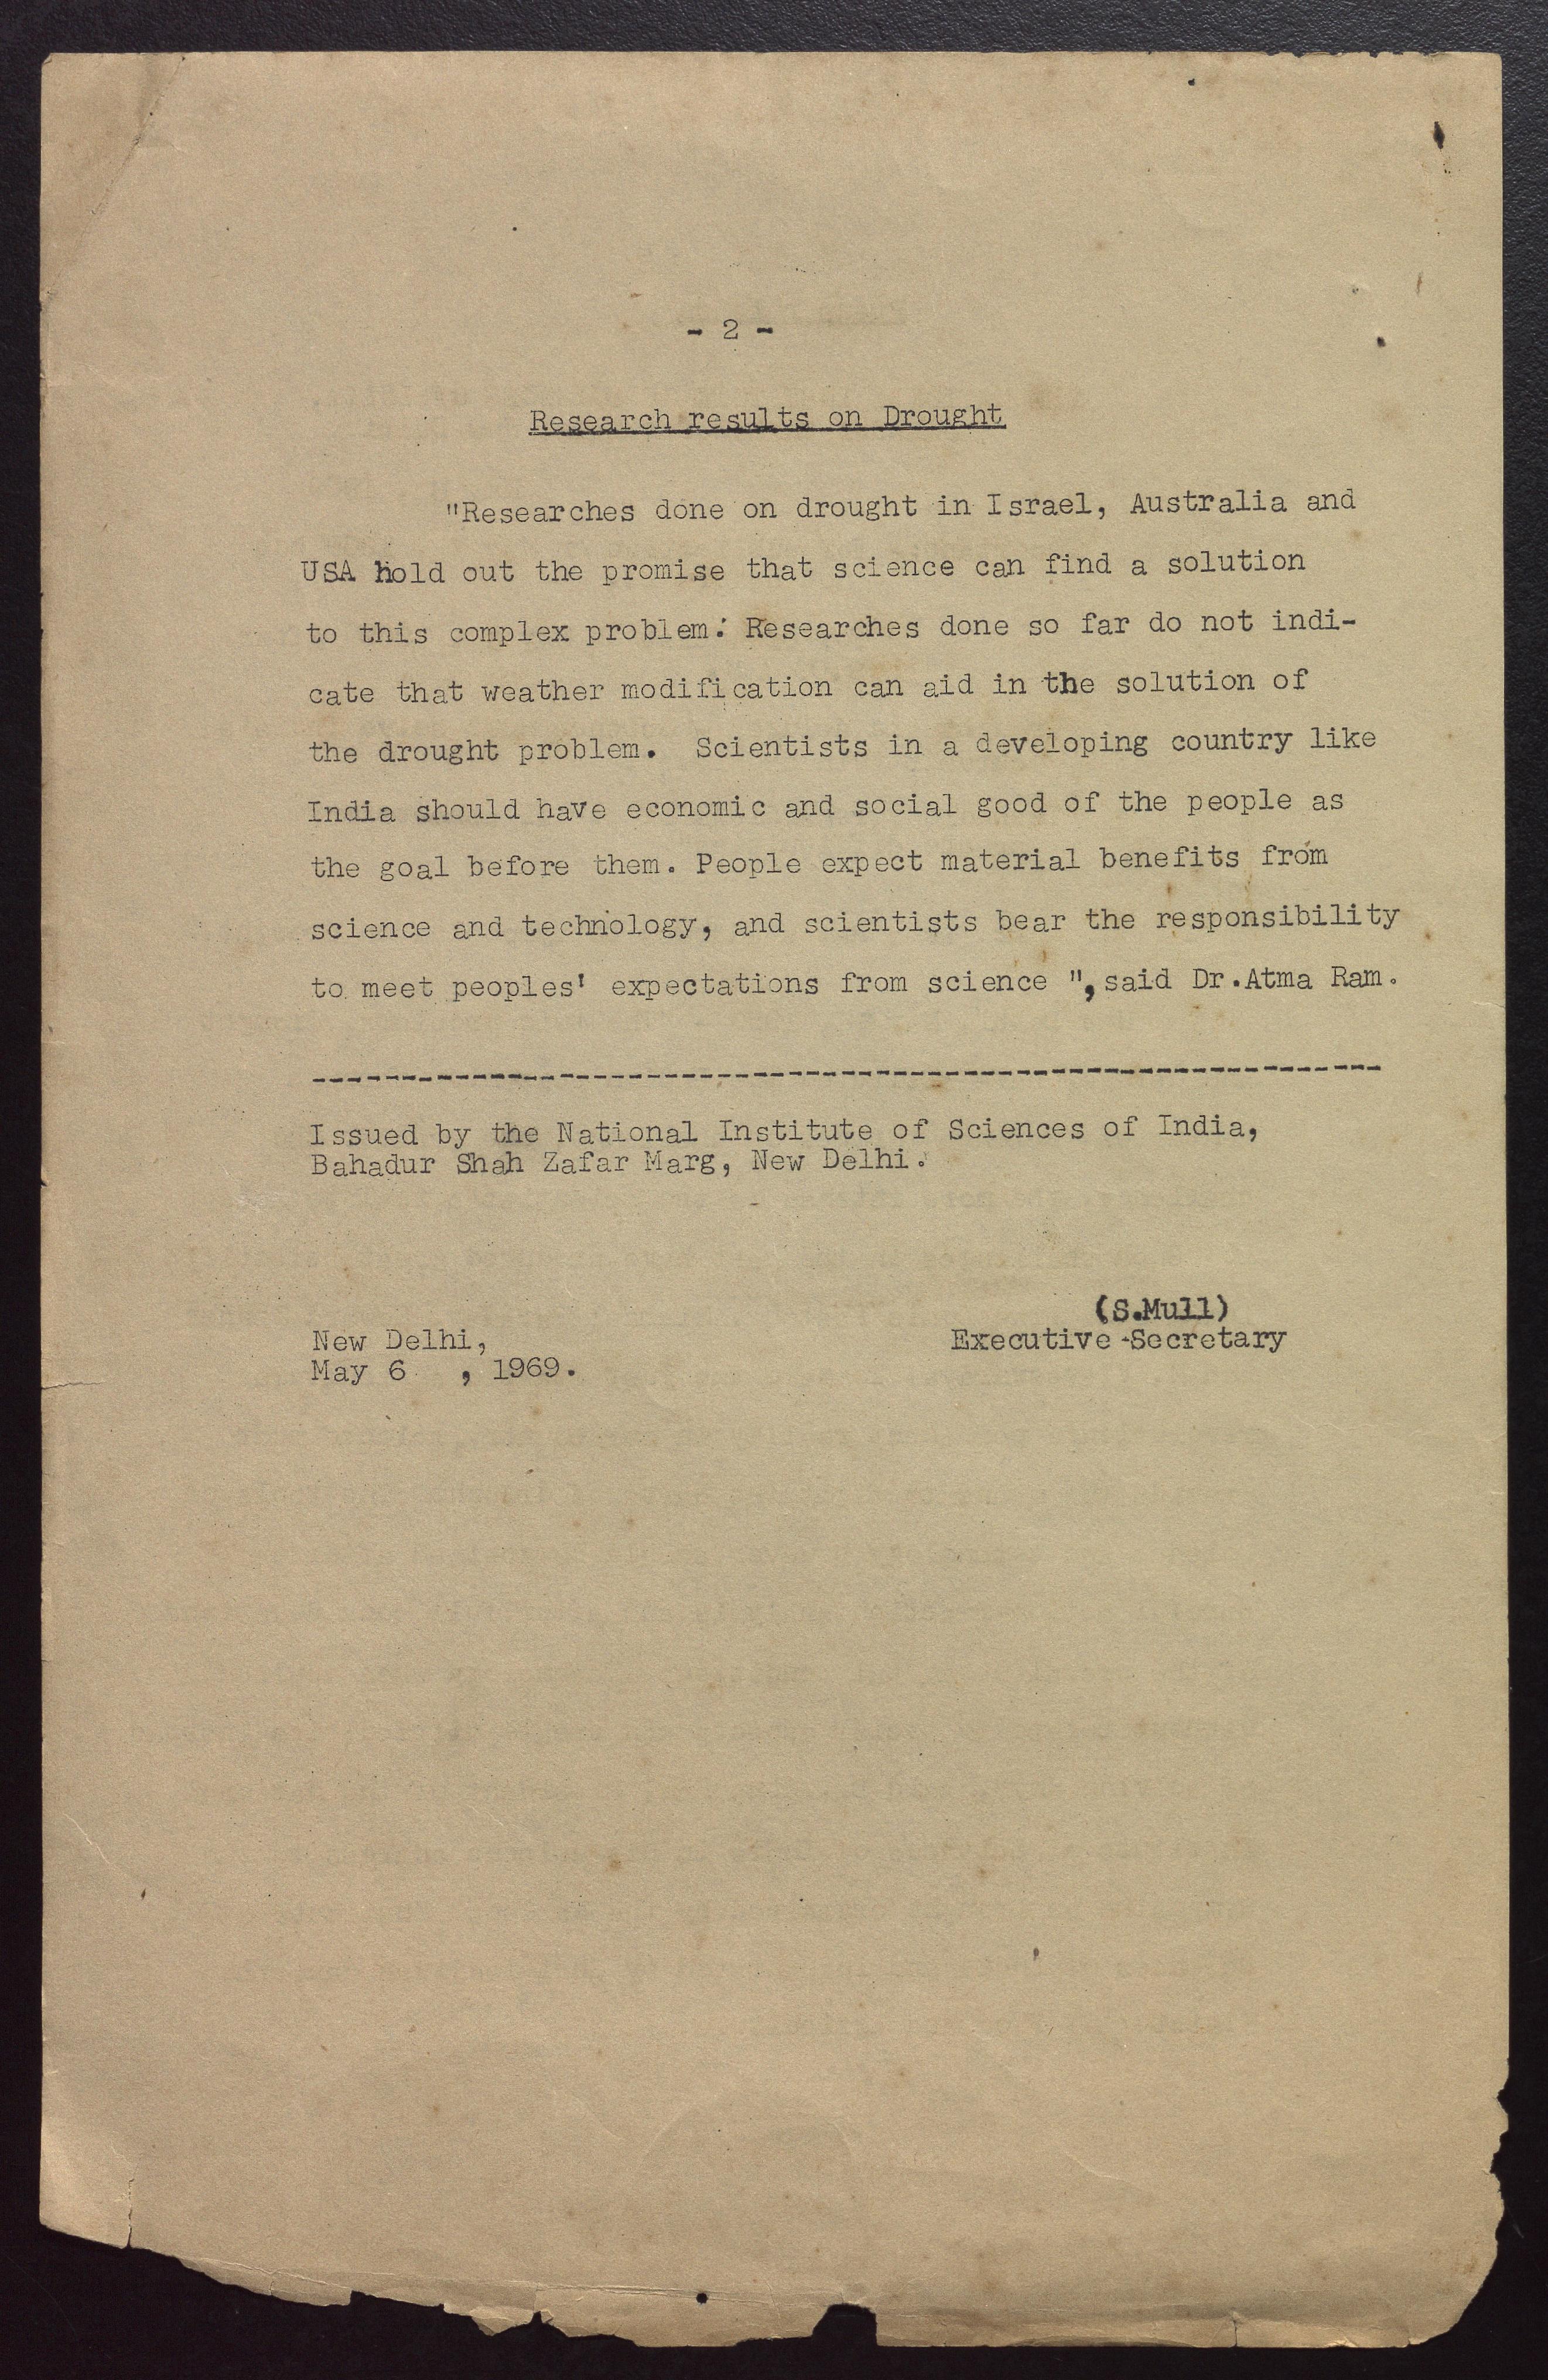 - 2 -
Research results on Drought
"Researches done on drought in Israel, Australia and
USA hold out the promise that science can find a solution
to this complex problem. Researches done so far do not indi-
cate that weather modification can aid in the solution of
the drought problem. Scientists in a developing country like
India should have economic and social good of the people as
the goal before them. People expect material benefits from
science and technology, and scientists bear the responsibility
to meet peoples' expectations from science ", said Dr.Atma Ram.
Issued by the National Institute of Sciences of India,
Bahadur Shah Zafar Marg, New Delhi.
(S.Mull)
Executive-Secretary
New Delhi,
May 6 , 1969.